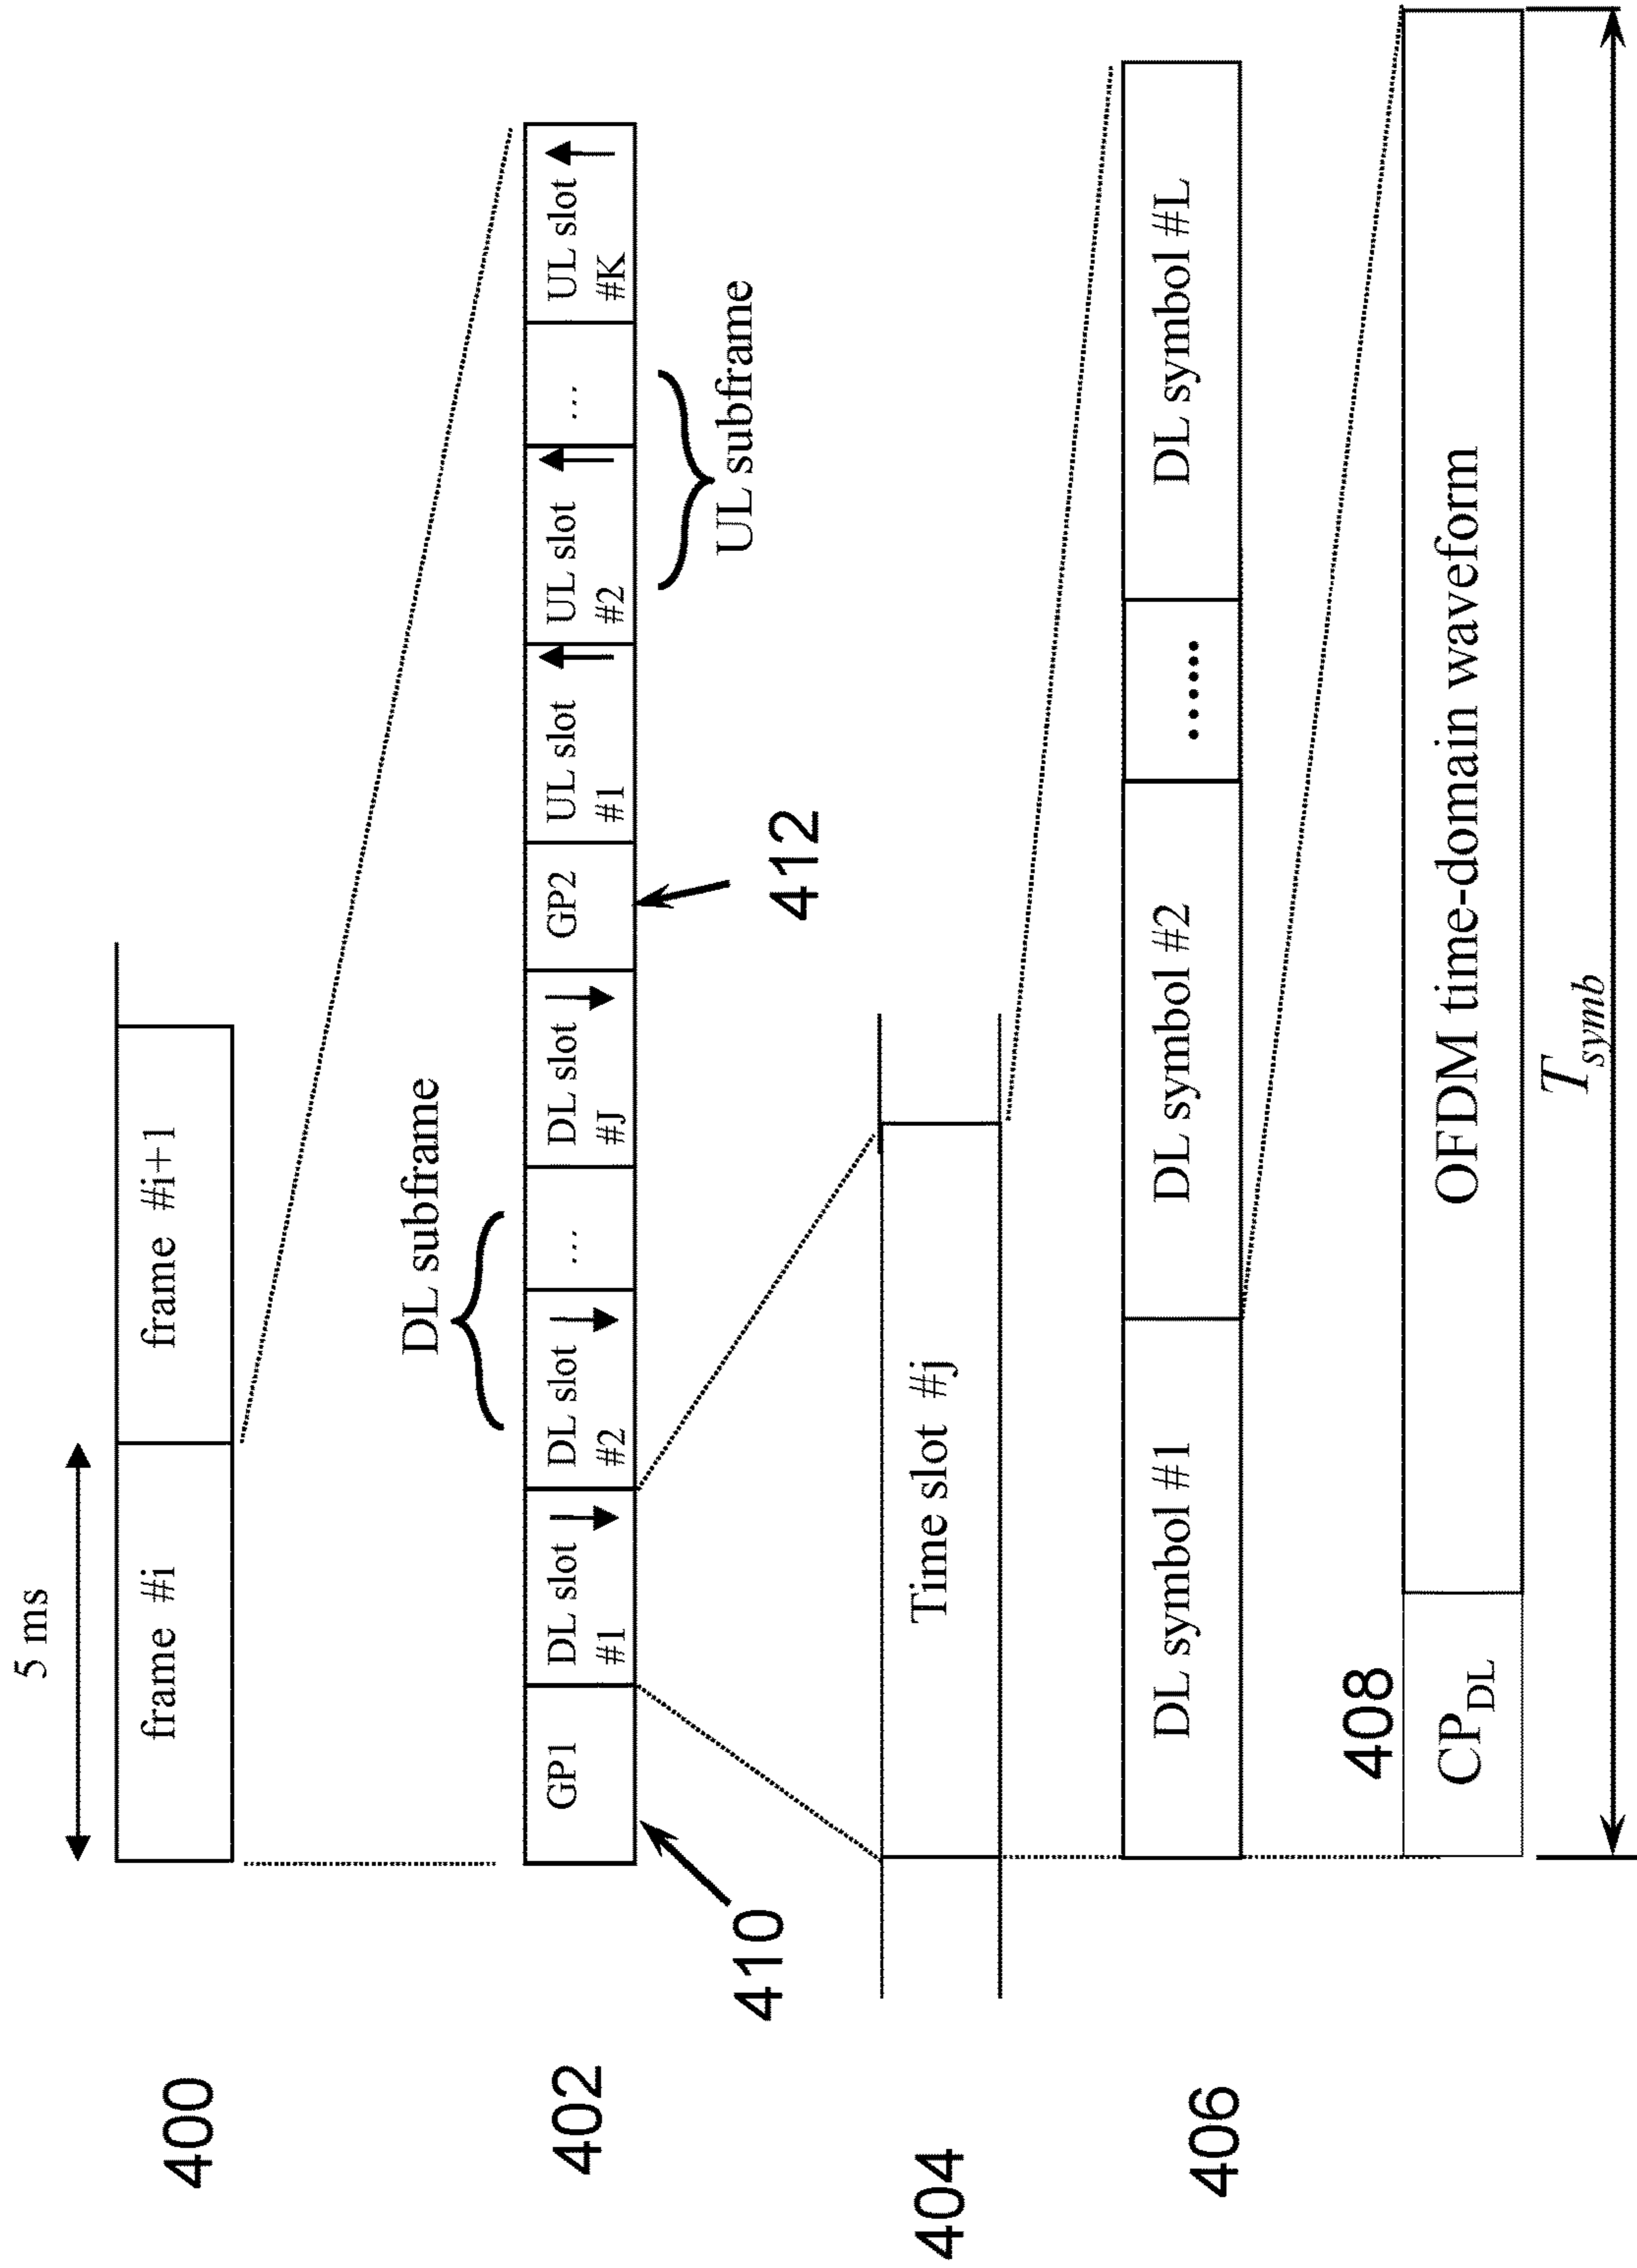 5 ms
400
frame #i
frame #i+1
DL subframe
402
GP1
DL slot
#1
DL slot
#2
...
DL slot
#J
GP2
UL slot
#1
UL slot
#2
...
UL slot
#K
410
412
UL subframe
404
Time slot #j
406
DL symbol #1
DL symbol #2
......
DL symbol #L
408
CP_DL
OFDM time-domain waveform
T_symb